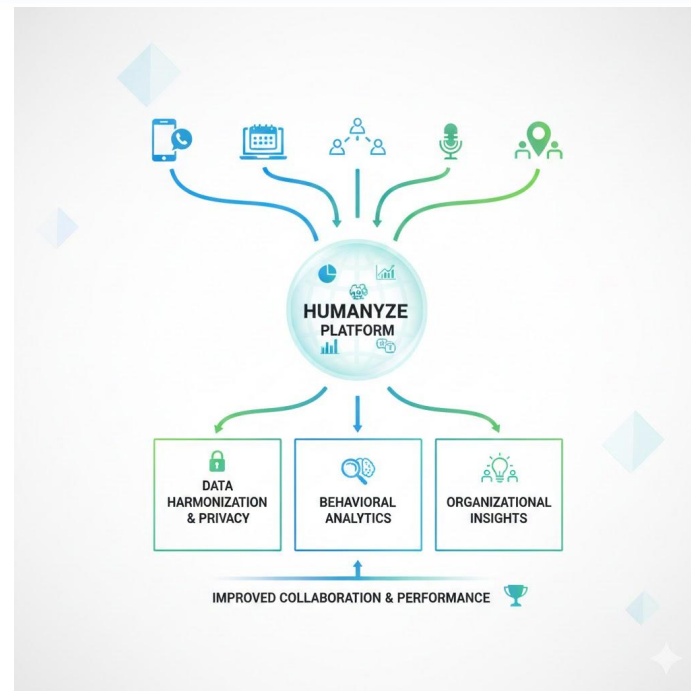 HUMANYZE
PLATFORM
DATA
HARMONIZATION
& PRIVACY
BEHAVIORAL
ANALYTICS
ORGANIZATIONAL
INSIGHTS
IMPROVED COLLABORATION & PERFORMANCE